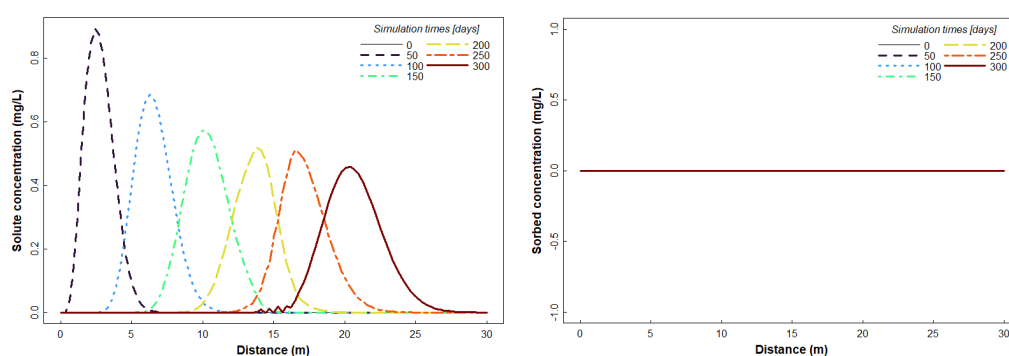 Simulation times [days]
0 200
50 250
100 300
150
Solute concentration (mg/L)
0.8
0.6
0.4
0.2
0.0
0 5 10 15 20 25 30
Distance (m)
Simulation times [days]
0 200
50 250
100 300
150
Sorbed concentration (mg/L)
1.0
0.5
0.0
-0.5
-1.0
0 5 10 15 20 25 30
Distance (m)